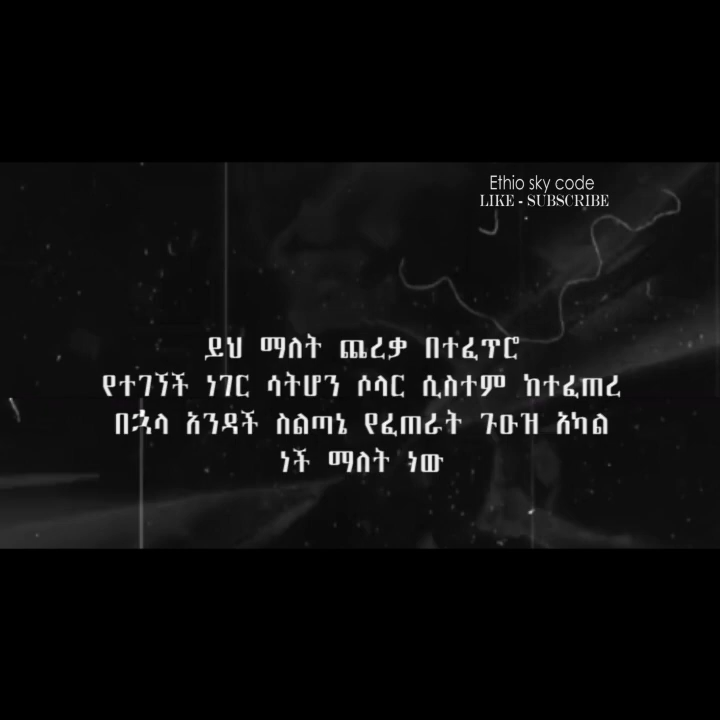 Ethio sky code
LIKE - SUBSCRIBE
ይህ ማለት ጨረቃ በተፈጥሮ
የተገኘች ነገር ሳትሆን ሶላር ሲስተም ከተፈጠረ
በኋላ አንዳች ስልጣኔ የፈጠራት ጉዑዝ አካል
ነች ማለት ነው